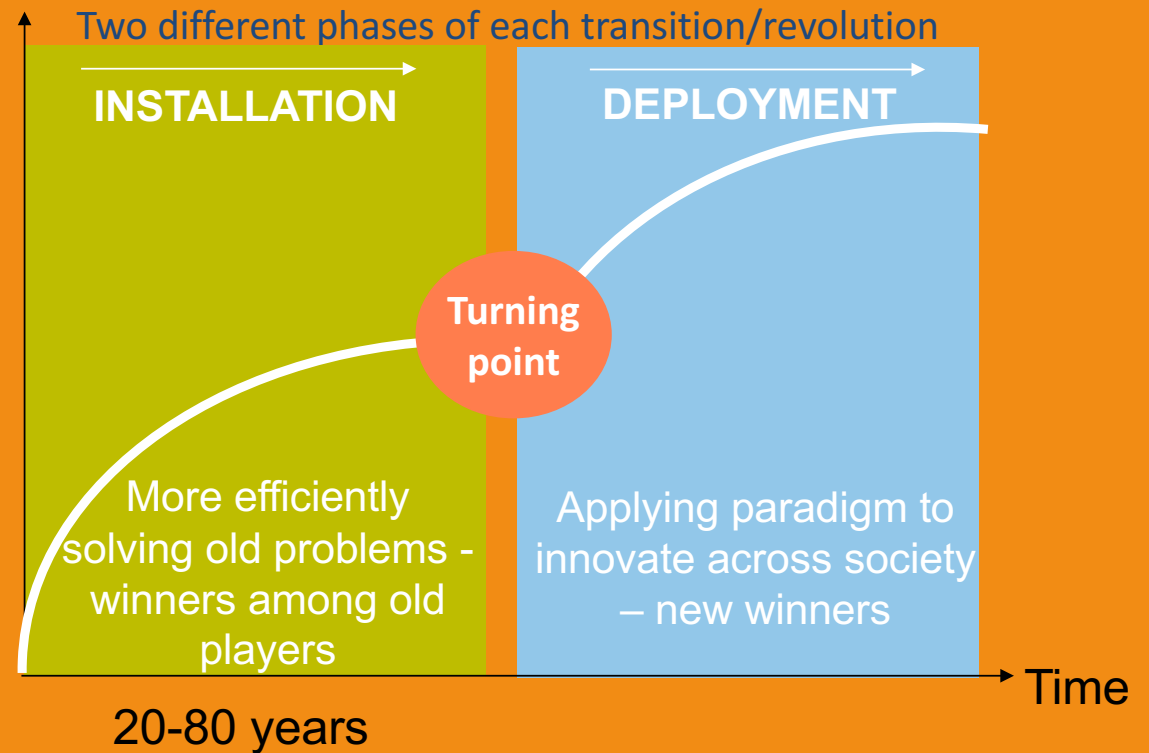 Two different phases of each transition/revolution
INSTALLATION
DEPLOYMENT
Turning
point
More efficiently
solving old problems -
winners among old
players
Applying paradigm to
innovate across society
– new winners
Time
20-80 years